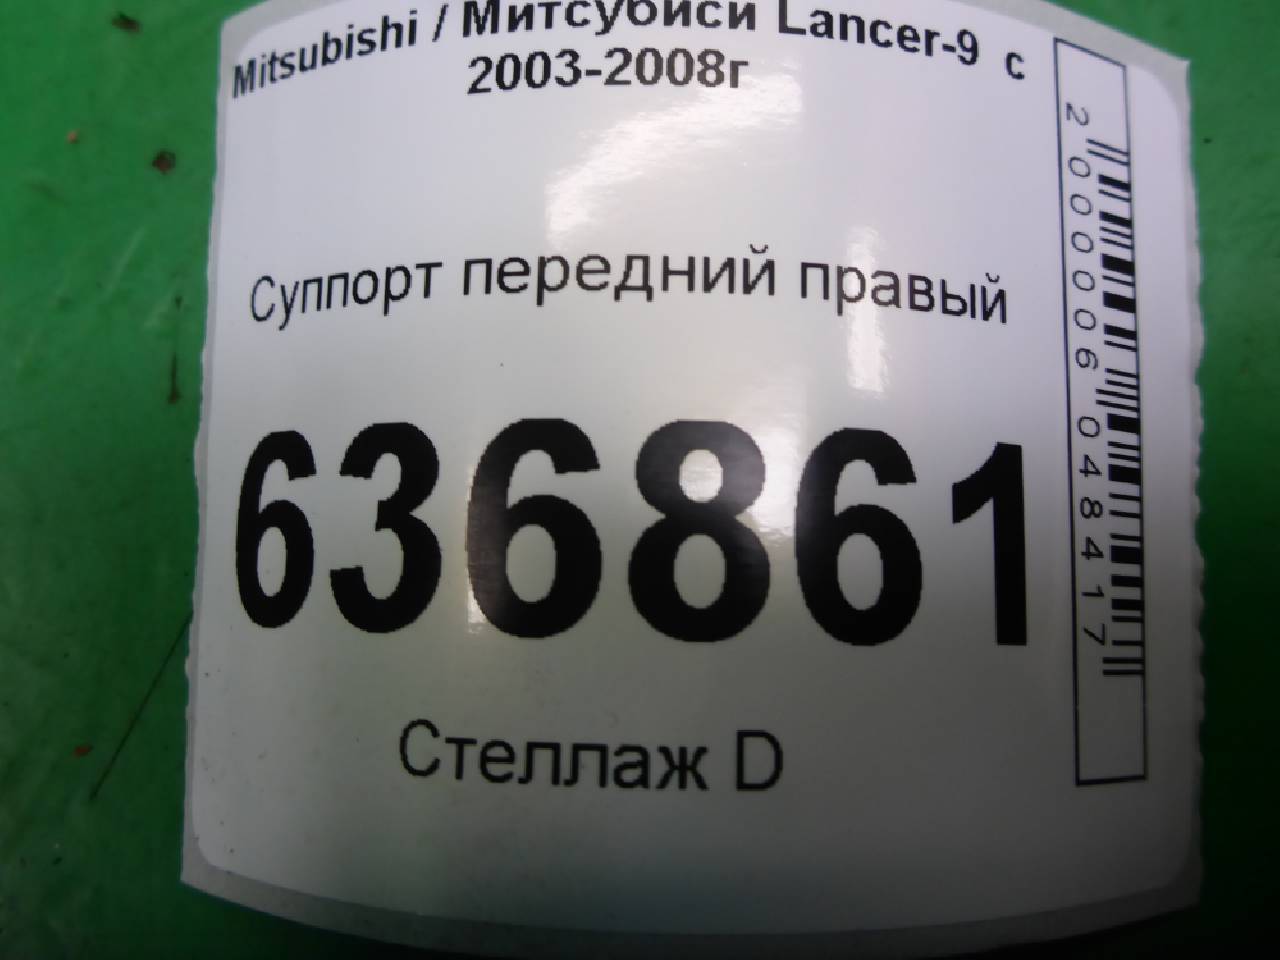 Mitsubishi / Митсубиси Lancer-9 с
2003-2008г
Суппорт передний правый
636861
Стеллаж D
2000006048417